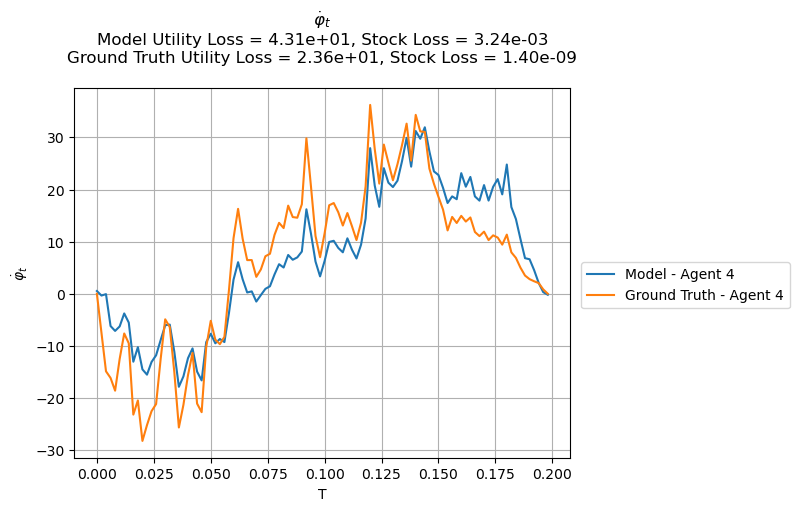 φ̇ₜ
Model Utility Loss = 4.31e+01, Stock Loss = 3.24e-03
Ground Truth Utility Loss = 2.36e+01, Stock Loss = 1.40e-09
30
20
10
0
−10
−20
−30
φ̇ₜ
0.000
0.025
0.050
0.075
0.100
0.125
0.150
0.175
0.200
T
Model - Agent 4
Ground Truth - Agent 4